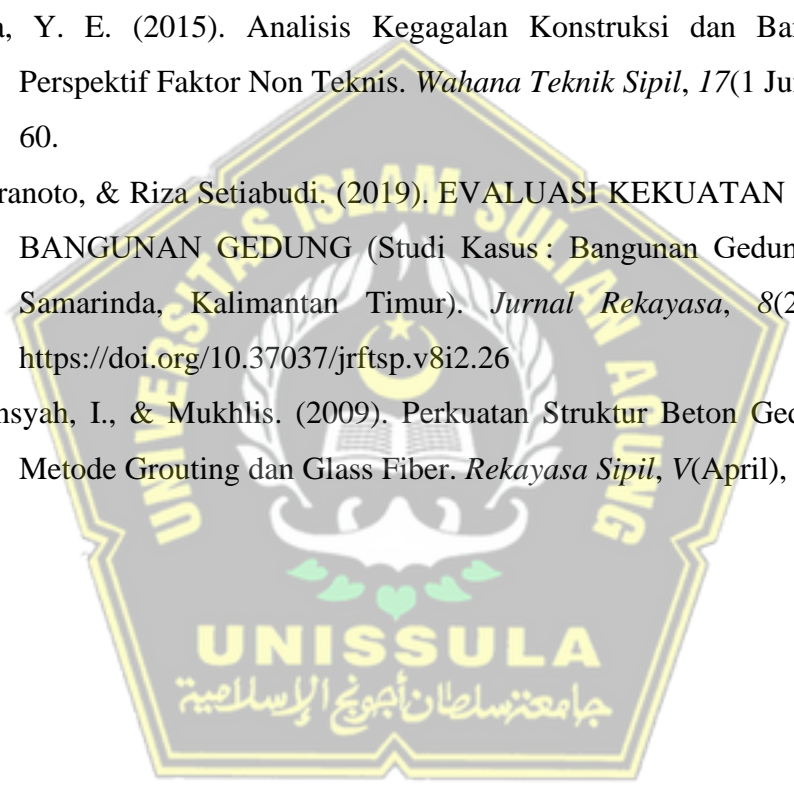 a, Y. E. (2015). Analisis Kegagalan Konstruksi dan Ban
Perspektif Faktor Non Teknis. Wahana Teknik Sipil, 17(1 Jun
60.
ranoto, & Riza Setiabudi. (2019). EVALUASI KEKUATAN
BANGUNAN GEDUNG (Studi Kasus : Bangunan Gedun
Samarinda, Kalimantan Timur). Jurnal Rekayasa, 8(2
https://doi.org/10.37037/jrftsp.v8i2.26
nsyah, I., & Mukhlis. (2009). Perkuatan Struktur Beton Ged
Metode Grouting dan Glass Fiber. Rekayasa Sipil, V(April),
UNIVERSITAS ISLAM SULTAN AGUNG
UNISSULA
جامعة سلطان أجونج الإسلامية